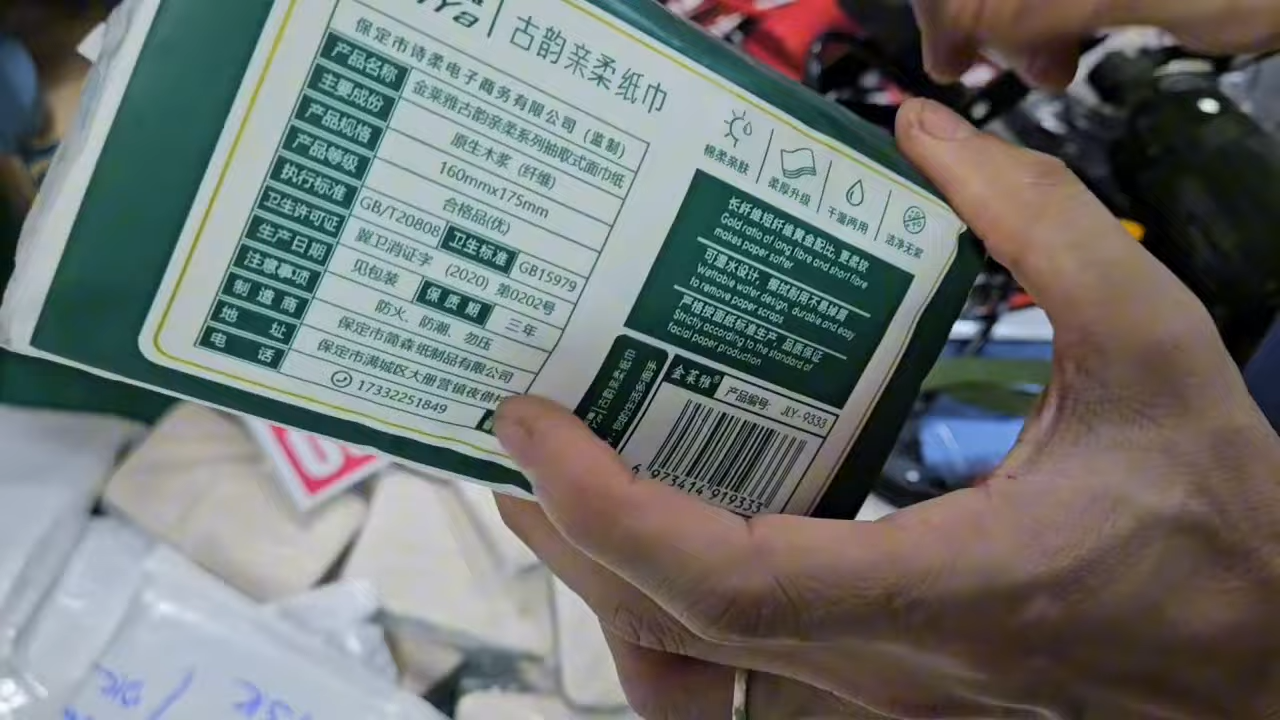 古韵亲柔纸巾
保定市诗柔电子商务有限公司（监制）
产品名称 金莱雅古韵亲柔系列抽取式面巾纸
主要成份 原生木浆（纤维）
产品规格 160mmx175mm
产品等级 合格品(优)
执行标准 GB/T20808 卫生标准 GB15979
卫生许可证 冀卫消证字（2020）第0202号
生产日期 见包装 保质期 三年
注意事项 防火、防潮、勿压
制造商 保定市简森纸制品有限公司
地址 保定市满城区大册营镇夜借
电话 17332251849
棉柔亲肤 柔厚升级 干湿两用 洁净无絮
长纤维短纤维黄金配比, 更柔软
Gold ratio of long fibre and short fibre
makes paper softer
可湿水设计, 擦拭耐用不易掉屑
Wettable water design, durable and easy
to remove paper scraps
严格按面纸标准生产, 品质保证
Strictly according to the standard of
facial paper production
金莱雅® 产品编号: JLY-9333
6 973414 919333